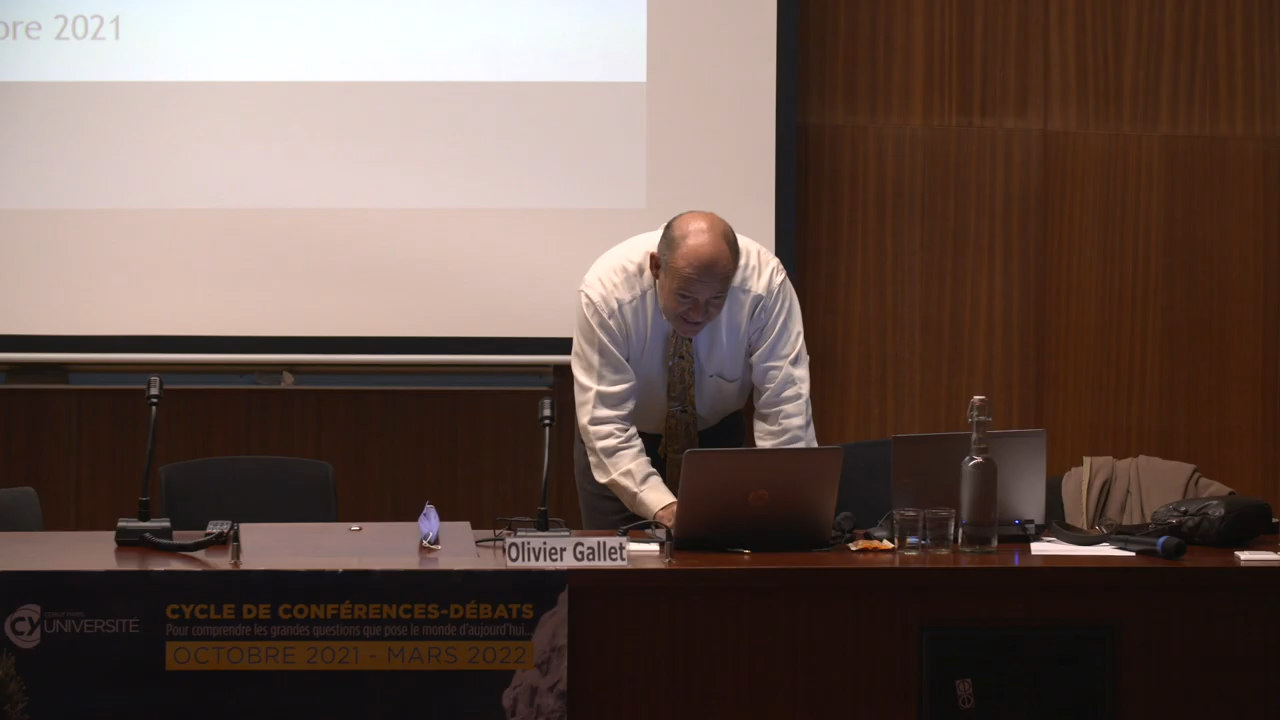 bre 2021
Olivier Gallet
CY UNIVERSITÉ
CYCLE DE CONFÉRENCES-DÉBATS
Pour comprendre les grandes questions que pose le monde d'aujourd'hui...
OCTOBRE 2021 - MARS 2022